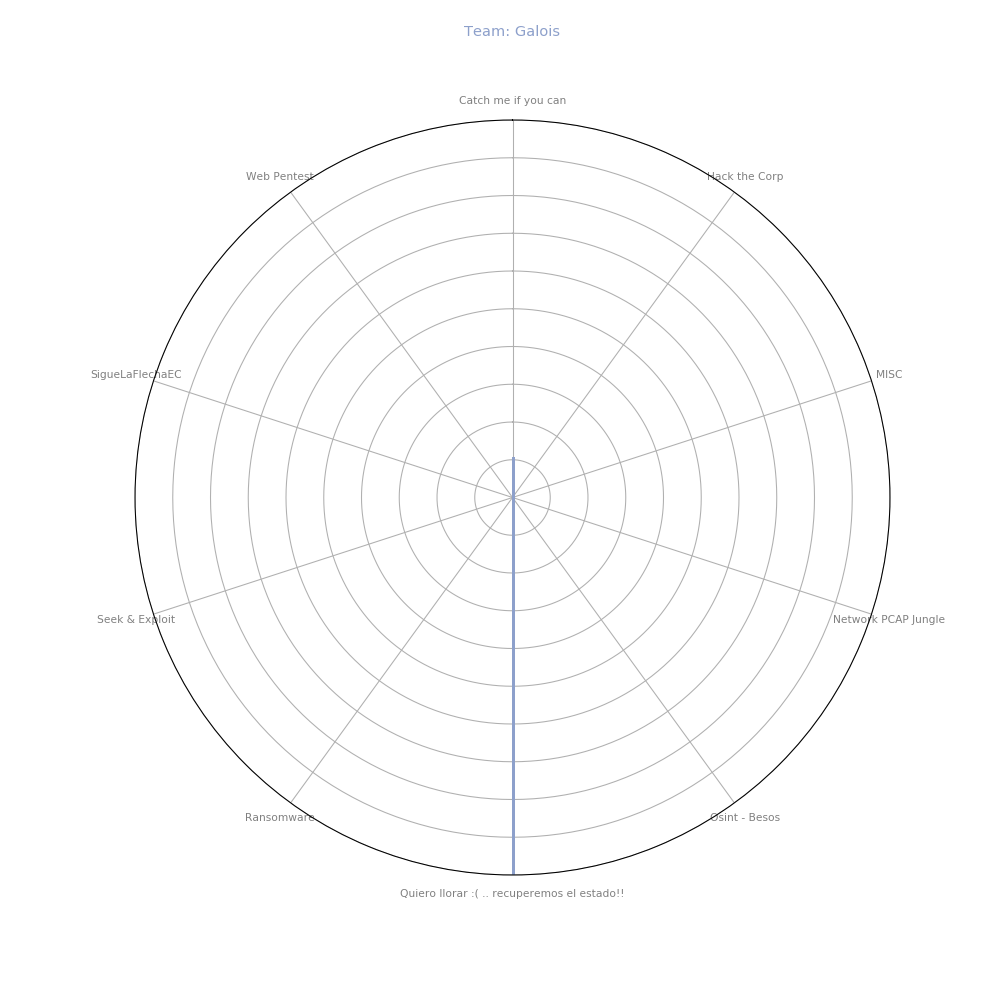 Team: Galois
Catch me if you can
Web Pentest
Hack the Corp
SigueLaFlechaEC
MISC
Seek & Exploit
Network PCAP Jungle
Ransomware
Osint - Besos
Quiero llorar :( .. recuperemos el estado!!